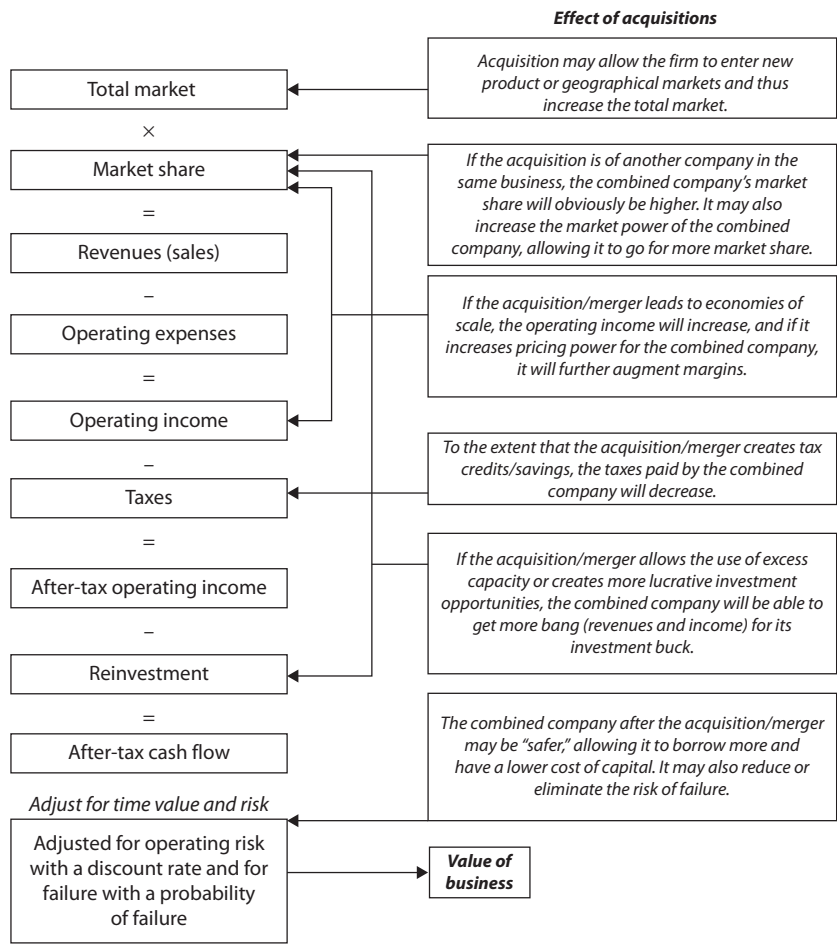 Effect of acquisitions
Total market
Acquisition may allow the firm to enter new
product or geographical markets and thus
increase the total market.
×
Market share
If the acquisition is of another company in the
same business, the combined company’s market
share will obviously be higher. It may also
increase the market power of the combined
company, allowing it to go for more market share.
=
Revenues (sales)
–
Operating expenses
If the acquisition/merger leads to economies of
scale, the operating income will increase, and if it
increases pricing power for the combined company,
it will further augment margins.
=
Operating income
–
Taxes
To the extent that the acquisition/merger creates tax
credits/savings, the taxes paid by the combined
company will decrease.
=
After-tax operating income
If the acquisition/merger allows the use of excess
capacity or creates more lucrative investment
opportunities, the combined company will be able to
get more bang (revenues and income) for its
investment buck.
–
Reinvestment
=
After-tax cash flow
The combined company after the acquisition/merger
may be “safer,” allowing it to borrow more and
have a lower cost of capital. It may also reduce or
eliminate the risk of failure.
Adjust for time value and risk
Adjusted for operating risk
with a discount rate and for
failure with a probability
of failure
Value of
business